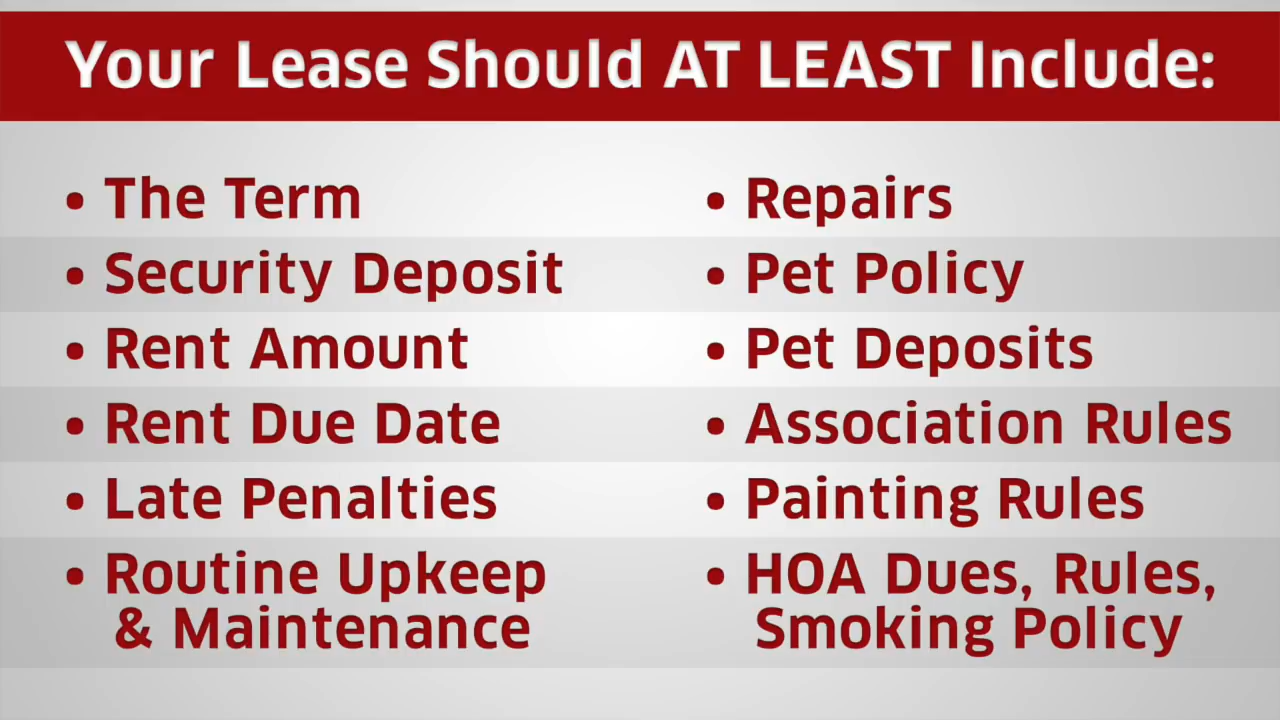 Your Lease Should AT LEAST Include:
• The Term
• Security Deposit
• Rent Amount
• Rent Due Date
• Late Penalties
• Routine Upkeep
& Maintenance
• Repairs
• Pet Policy
• Pet Deposits
• Association Rules
• Painting Rules
• HOA Dues, Rules,
Smoking Policy